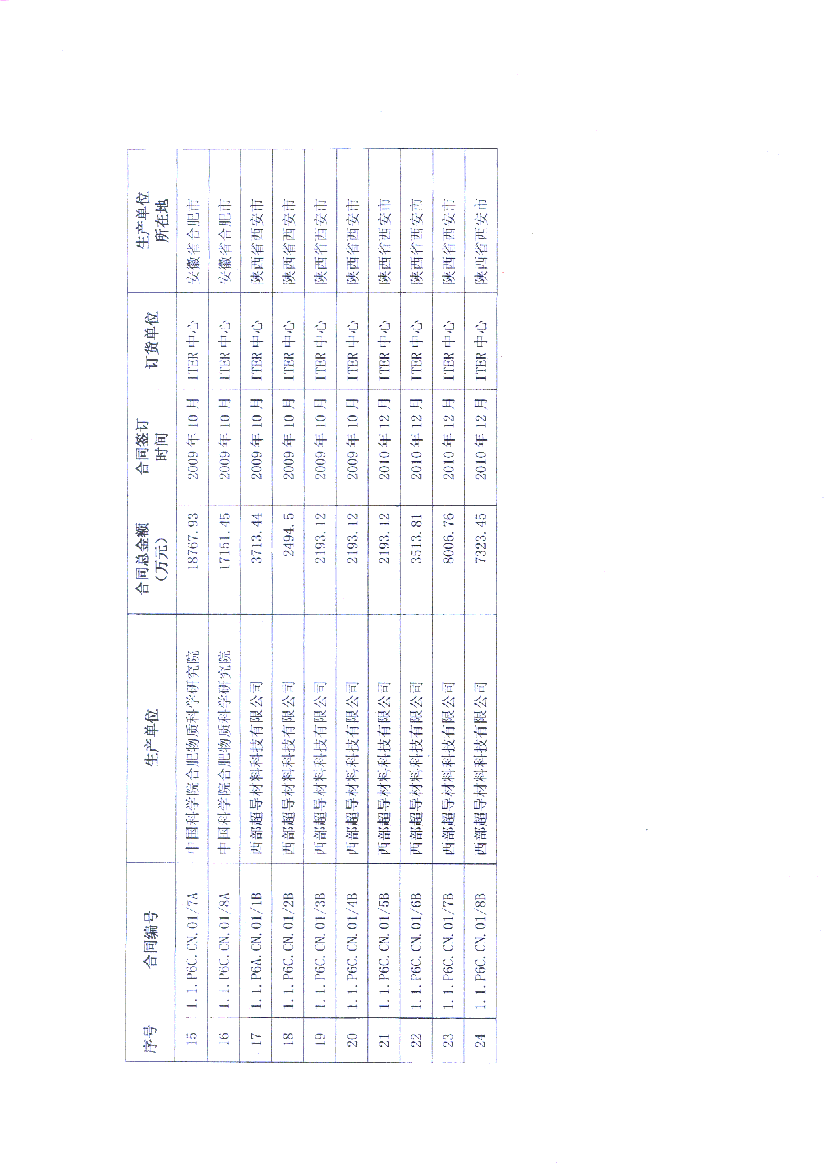 序号 合同编号 生产单位 合同总金额（万元） 合同签订时间 订货单位 生产单位所在地
15 1.1.P6C.CN.01/7A 中国科学院合肥物质科学研究院 18767.93 2009年10月 ITER中心 安徽省合肥市
16 1.1.P6C.CN.01/8A 中国科学院合肥物质科学研究院 17151.45 2009年10月 ITER中心 安徽省合肥市
17 1.1.P6A.CN.01/1B 西部超导材料科技有限公司 3713.44 2009年10月 ITER中心 陕西省西安市
18 1.1.P6C.CN.01/2B 西部超导材料科技有限公司 2494.5 2009年10月 ITER中心 陕西省西安市
19 1.1.P6C.CN.01/3B 西部超导材料科技有限公司 2193.12 2009年10月 ITER中心 陕西省西安市
20 1.1.P6C.CN.01/4B 西部超导材料科技有限公司 2193.12 2009年10月 ITER中心 陕西省西安市
21 1.1.P6C.CN.01/5B 西部超导材料科技有限公司 2193.12 2010年12月 ITER中心 陕西省西安市
22 1.1.P6C.CN.01/6B 西部超导材料科技有限公司 3513.81 2010年12月 ITER中心 陕西省西安市
23 1.1.P6C.CN.01/7B 西部超导材料科技有限公司 8006.76 2010年12月 ITER中心 陕西省西安市
24 1.1.P6C.CN.01/8B 西部超导材料科技有限公司 7323.45 2010年12月 ITER中心 陕西省西安市